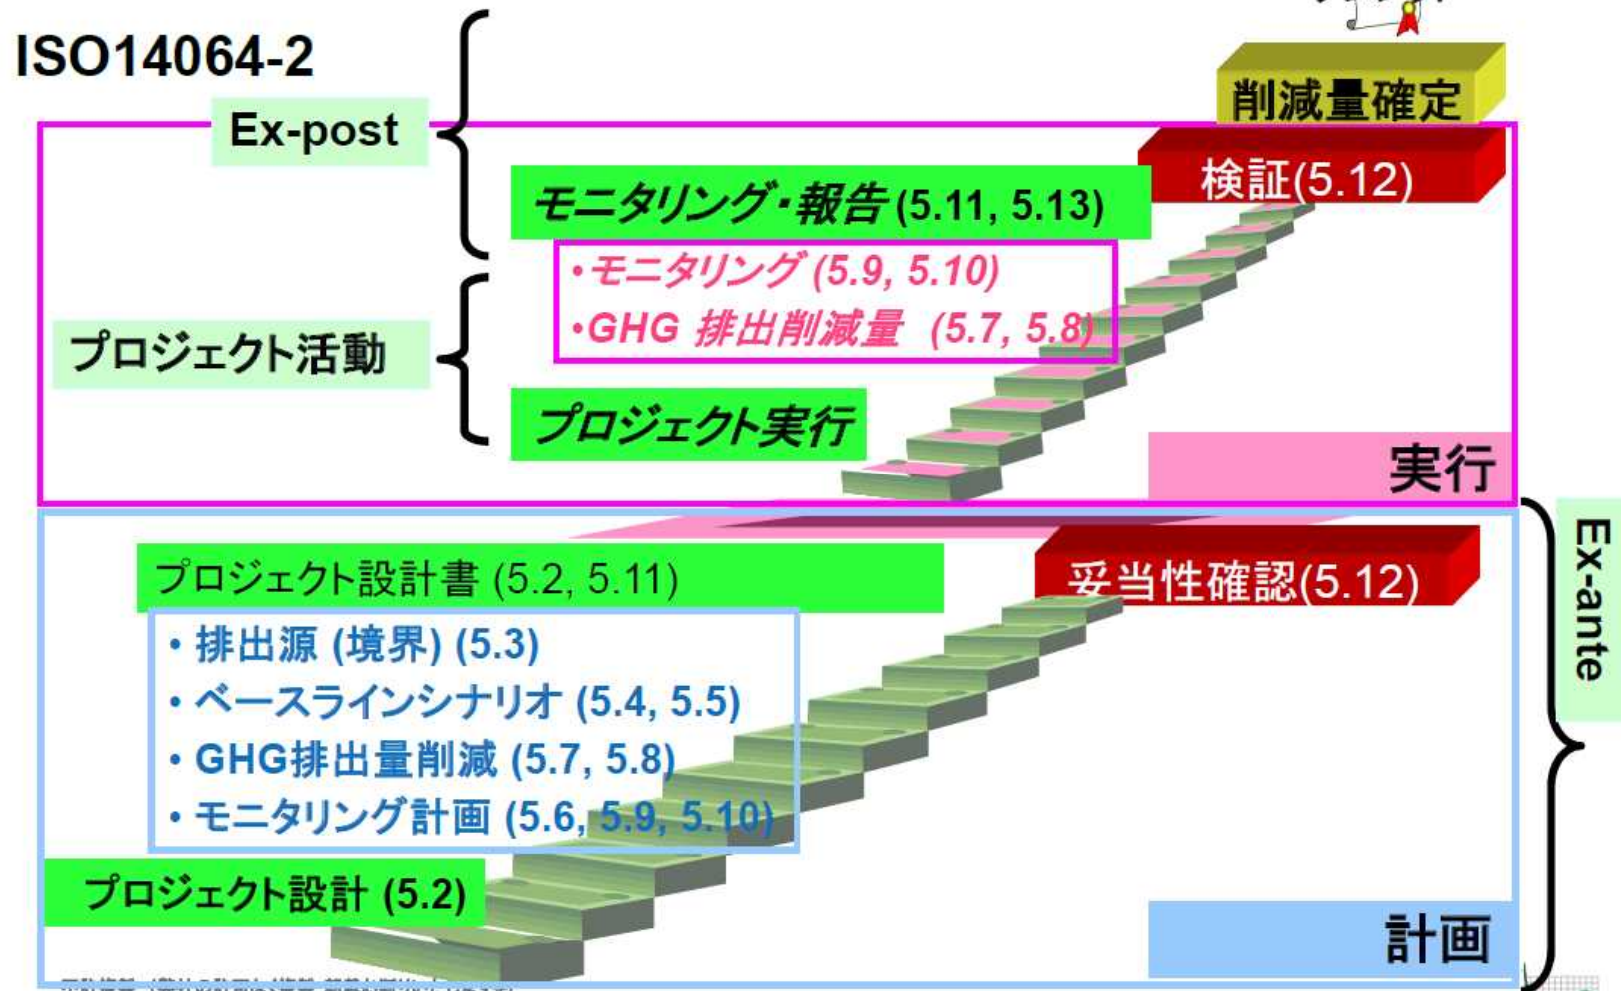 ISO14064-2
Ex-post
削減量確定
検証(5.12)
モニタリング・報告 (5.11, 5.13)
•モニタリング (5.9, 5.10)
•GHG 排出削減量 (5.7, 5.8)
プロジェクト活動
プロジェクト実行
実行
プロジェクト設計書 (5.2, 5.11)
妥当性確認(5.12)
Ex-ante
• 排出源 (境界) (5.3)
• ベースラインシナリオ (5.4, 5.5)
• GHG排出量削減 (5.7, 5.8)
• モニタリング計画 (5.6, 5.9, 5.10)
プロジェクト設計 (5.2)
計画